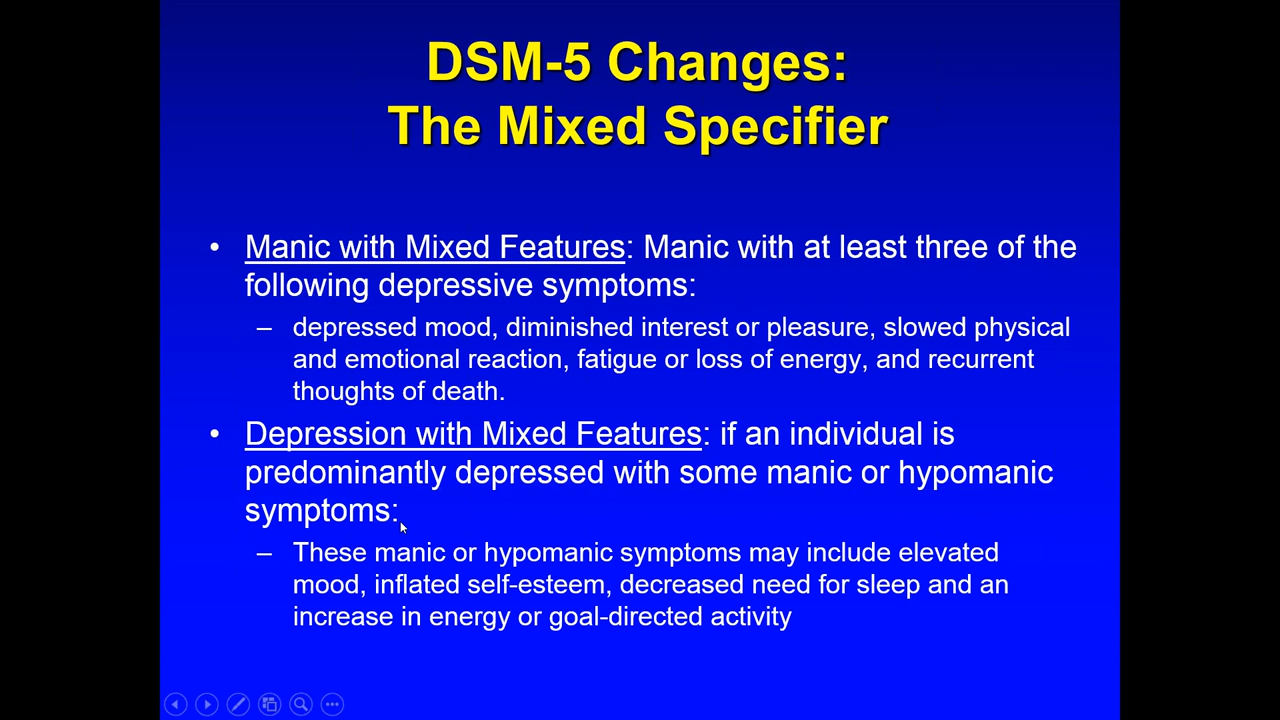 DSM-5 Changes:
The Mixed Specifier
• Manic with Mixed Features: Manic with at least three of the
following depressive symptoms:
– depressed mood, diminished interest or pleasure, slowed physical
and emotional reaction, fatigue or loss of energy, and recurrent
thoughts of death.
• Depression with Mixed Features: if an individual is
predominantly depressed with some manic or hypomanic
symptoms:
– These manic or hypomanic symptoms may include elevated
mood, inflated self-esteem, decreased need for sleep and an
increase in energy or goal-directed activity